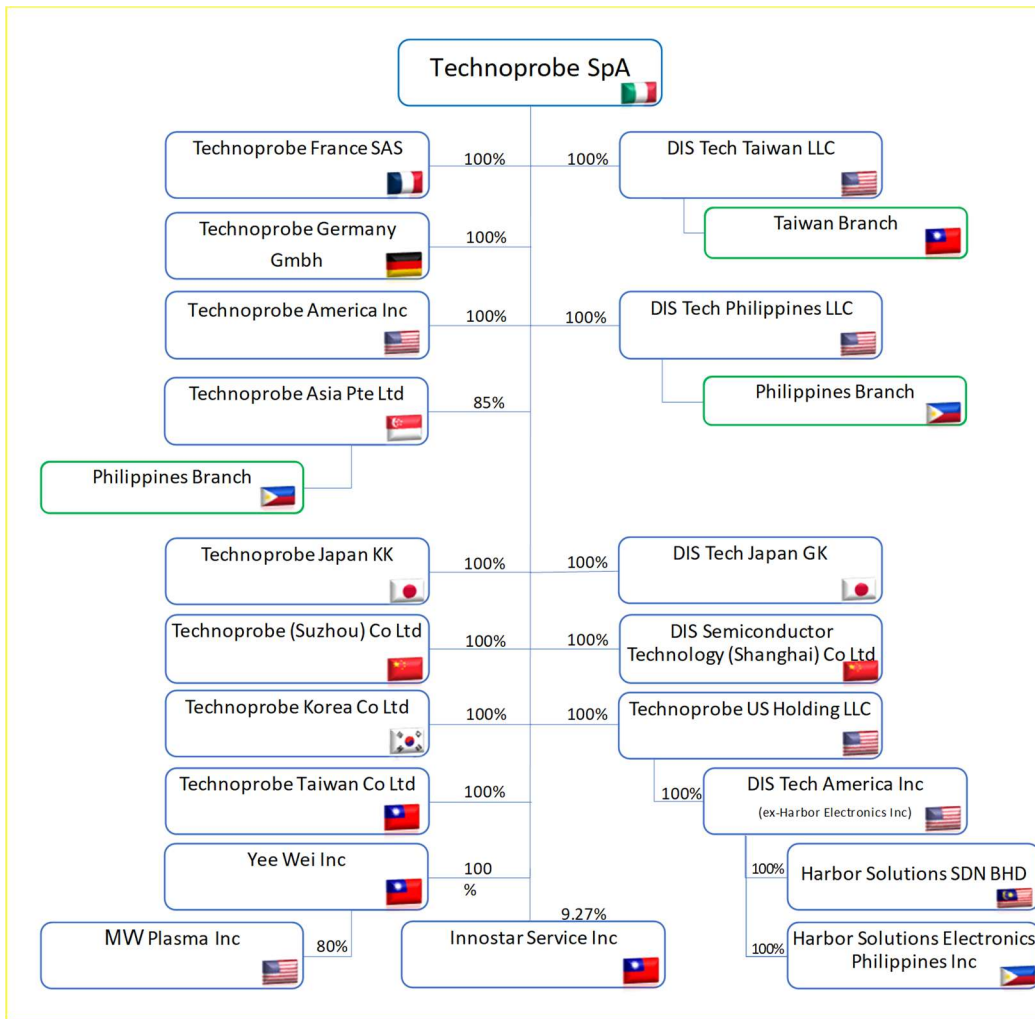 Technoprobe SpA
Technoprobe France SAS
100%
100%
DIS Tech Taiwan LLC
Taiwan Branch
Technoprobe Germany
Gmbh
100%
Technoprobe America Inc
100%
100%
DIS Tech Philippines LLC
Technoprobe Asia Pte Ltd
85%
Philippines Branch
Philippines Branch
Technoprobe Japan KK
100%
100%
DIS Tech Japan GK
Technoprobe (Suzhou) Co Ltd
100%
100%
DIS Semiconductor
Technology (Shanghai) Co Ltd
Technoprobe Korea Co Ltd
100%
100%
Technoprobe US Holding LLC
Technoprobe Taiwan Co Ltd
100%
100%
DIS Tech America Inc
(ex-Harbor Electronics Inc)
Yee Wei Inc
100
%
100%
Harbor Solutions SDN BHD
MW Plasma Inc
80%
9.27%
Innostar Service Inc
100%
Harbor Solutions Electronics
Philippines Inc